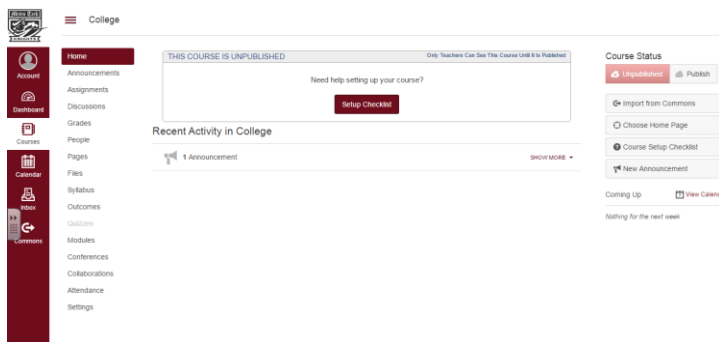 Metro Tech
KNIGHTS
College
Account
Dashboard
Courses
Calendar
Inbox
Commons
Home
Announcements
Assignments
Discussions
Grades
People
Pages
Files
Syllabus
Outcomes
Quizzes
Modules
Conferences
Collaborations
Attendance
Settings
THIS COURSE IS UNPUBLISHED
Only Teachers Can See This Course Until It Is Published
Need help setting up your course?
Setup Checklist
Recent Activity in College
1 Announcement
SHOW MORE
Course Status
Unpublished
Publish
Import from Commons
Choose Home Page
Course Setup Checklist
New Announcement
Coming Up
View Calend
Nothing for the next week